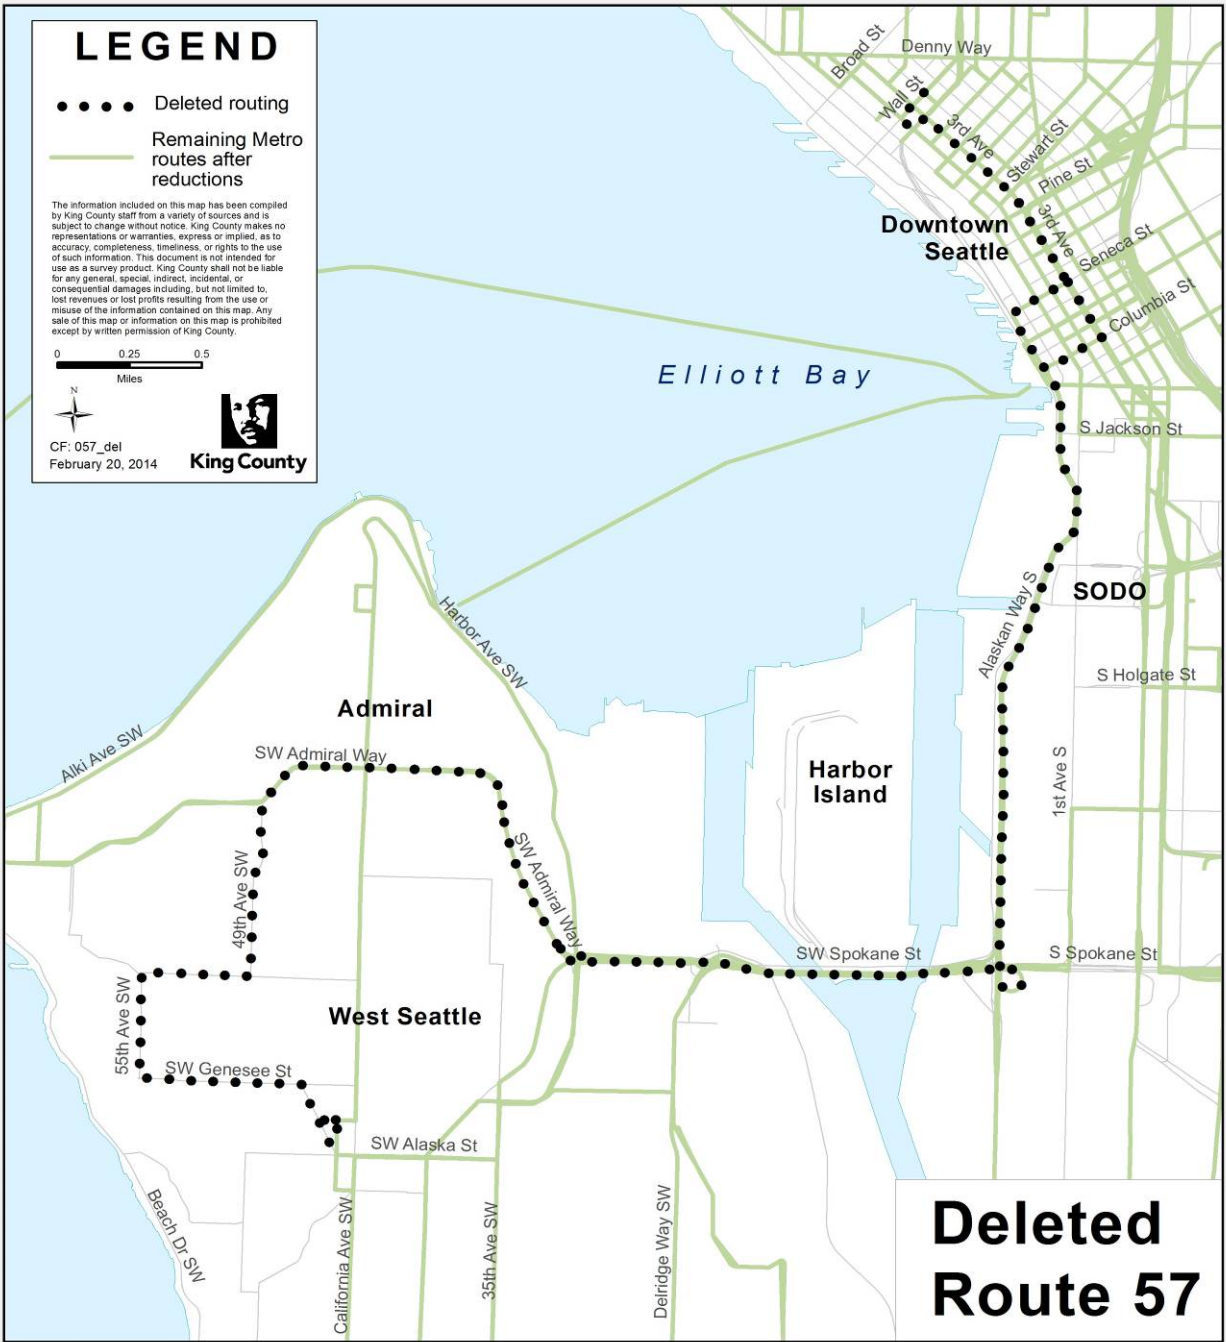 LEGEND
Deleted routing
Remaining Metro
routes after
reductions
The information included on this map has been compiled
by King County staff from a variety of sources and is
subject to change without notice. King County makes no
representations or warranties, express or implied, as to
accuracy, completeness, timeliness, or rights to the use
of such information. This document is not intended for
use as a survey product. King County shall not be liable
for any general, special, indirect, incidental, or
consequential damages including, but not limited to,
lost revenues or lost profits resulting from the use or
misuse of the information contained on this map. Any
sale of this map or information on this map is prohibited
except by written permission of King County.
0 0.25 0.5
Miles
N
CF: 057_del
February 20, 2014
King County
Broad St
Denny Way
Wall St
3rd Ave
Stewart St
Pine St
Downtown
Seattle
3rd Ave
Seneca St
Columbia St
Elliott Bay
S Jackson St
SODO
Alaskan Way S
Harbor Ave SW
S Holgate St
Admiral
Alki Ave SW
SW Admiral Way
Harbor
Island
1st Ave S
49th Ave SW
SW Admiral Way
SW Spokane St
S Spokane St
55th Ave SW
West Seattle
SW Genesee St
SW Alaska St
Beach Dr SW
California Ave SW
35th Ave SW
Delridge Way SW
Deleted
Route 57